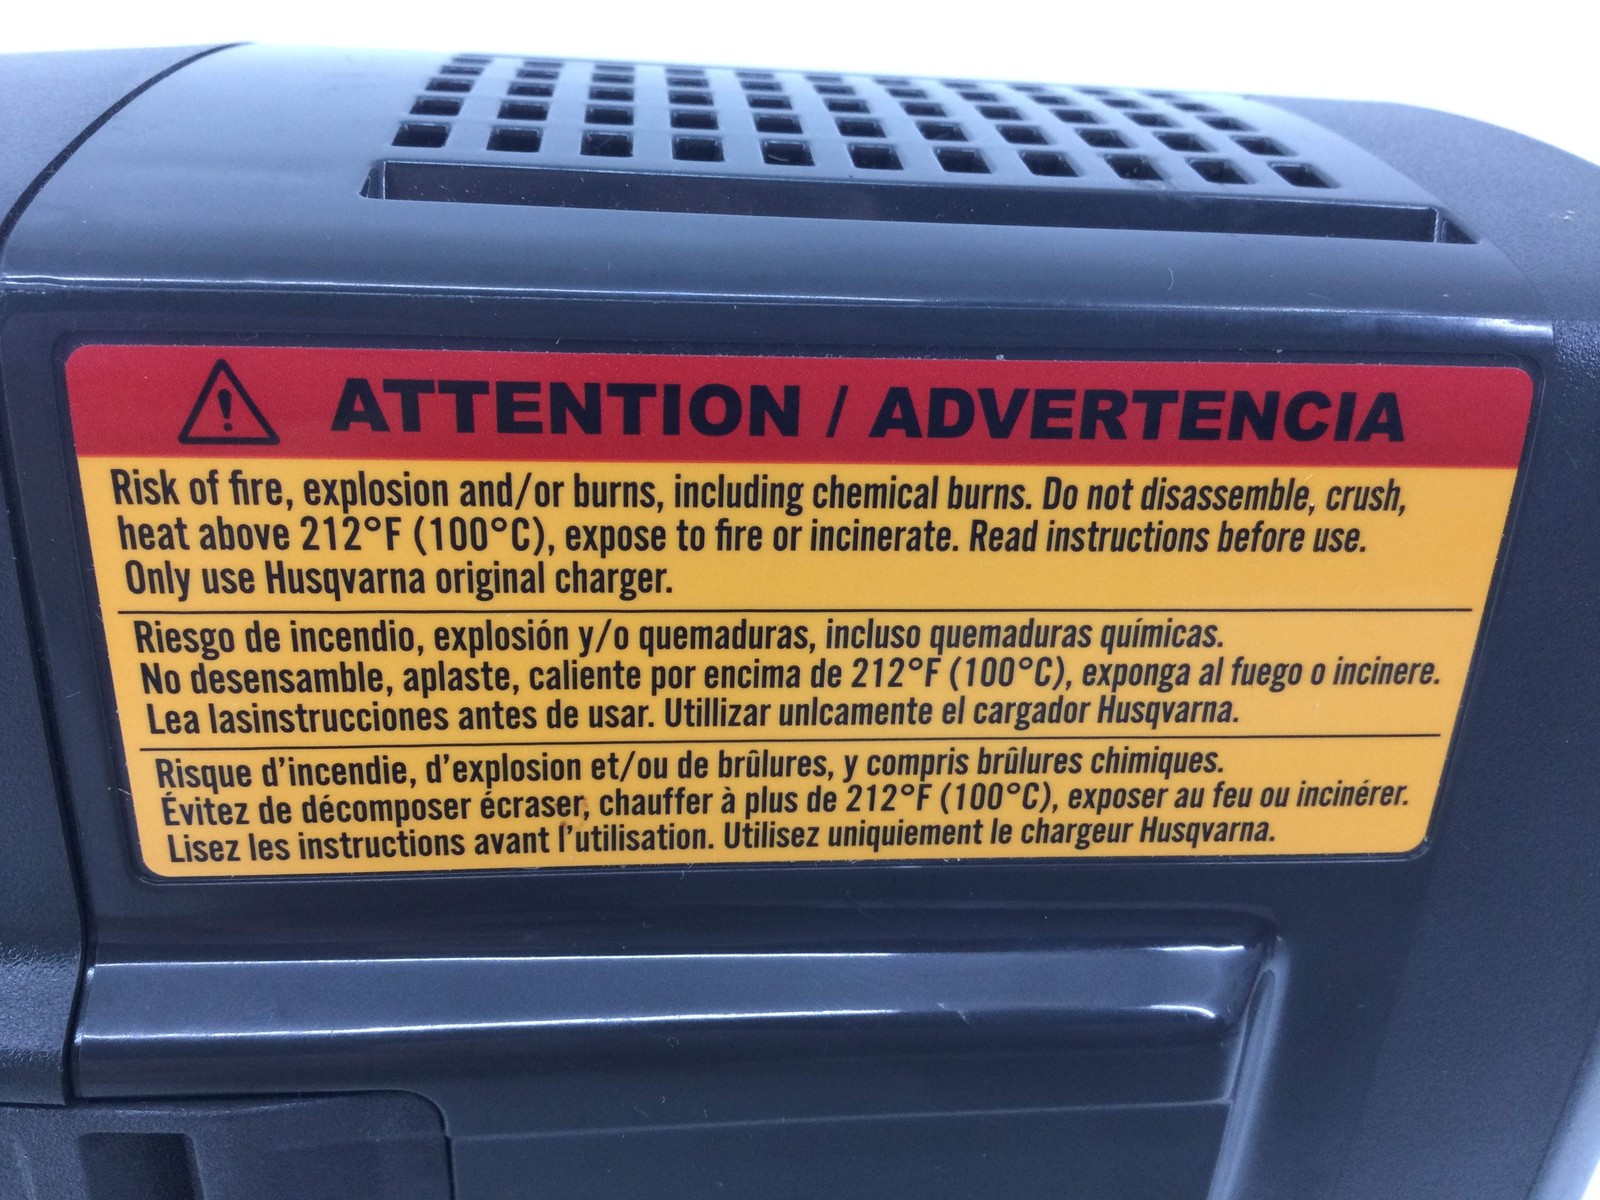 ATTENTION / ADVERTENCIA
Risk of fire, explosion and/or burns, including chemical burns. Do not disassemble, crush,
heat above 212°F (100°C), expose to fire or incinerate. Read instructions before use.
Only use Husqvarna original charger.
Riesgo de incendio, explosión y/o quemaduras, incluso quemaduras químicas.
No desensamble, aplaste, caliente por encima de 212°F (100°C), exponga al fuego o incinere.
Lea lasinstrucciones antes de usar. Utillizar unlcamente el cargador Husqvarna.
Risque d'incendie, d'explosion et/ou de brûlures, y compris brûlures chimiques.
Évitez de décomposer écraser, chauffer à plus de 212°F (100°C), exposer au feu ou incinérer.
Lisez les instructions avant l'utilisation. Utilisez uniquiement le chargeur Husqvarna.